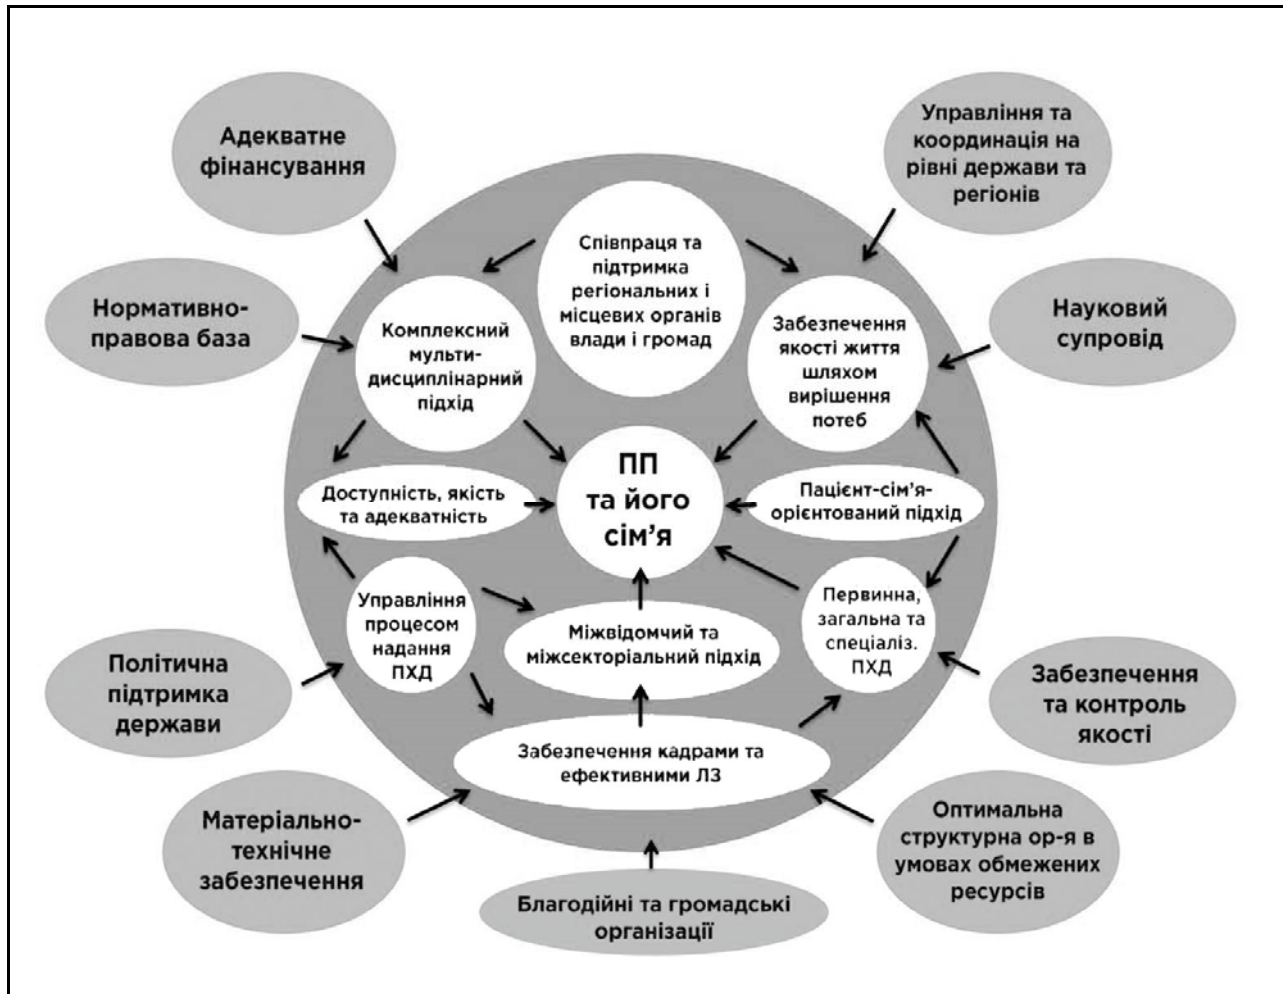 Адекватне
фінансування
Управління та
координація на
рівні держави та
регіонів
Нормативно-
правова база
Співпраця та
підтримка
регіональних і
місцевих органів
влади і громад
Науковий
супровід
Комплексний
мульти-
дисциплінарний
підхід
Забезпечення
якості життя
шляхом
вирішення
потеб
ПП
та його
сім’я
Доступність, якість
та адекватність
Пацієнт-сім’я-
орієнтований підхід
Управління
процесом
надання
ПХД
Міжвідомчий та
міжсекторіальний підхід
Первинна,
загальна та
спеціаліз.
ПХД
Політична
підтримка
держави
Забезпечення
та контроль
якості
Забезпечення кадрами та
ефективними ЛЗ
Матеріально-
технічне
забезпечення
Оптимальна
структурна ор-я в
умовах обмежених
ресурсів
Благодійні та громадські
організації